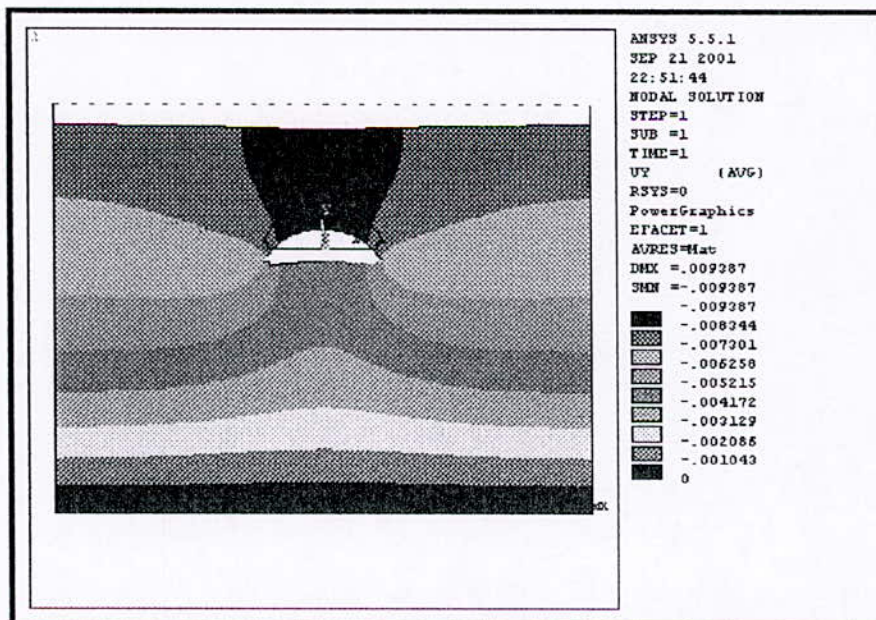 1
ANSYS 5.5.1
SEP 21 2001
22:51:44
NODAL SOLUTION
STEP=1
SUB =1
TIME=1
UY (AVG)
RSYS=0
PowerGraphics
EFACET=1
AVRES=Mat
DMX =.009387
SMN =-.009387
-.009387
-.008344
-.007301
-.006258
-.005215
-.004172
-.003129
-.002086
-.001043
0